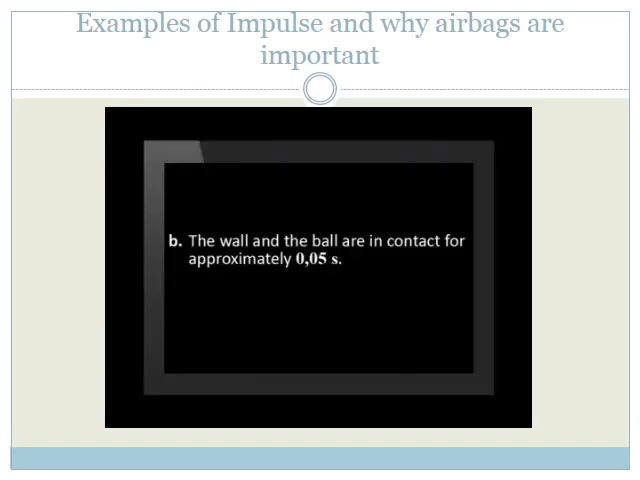 Examples of Impulse and why airbags are
important
b. The wall and the ball are in contact for
approximately 0,05 s.